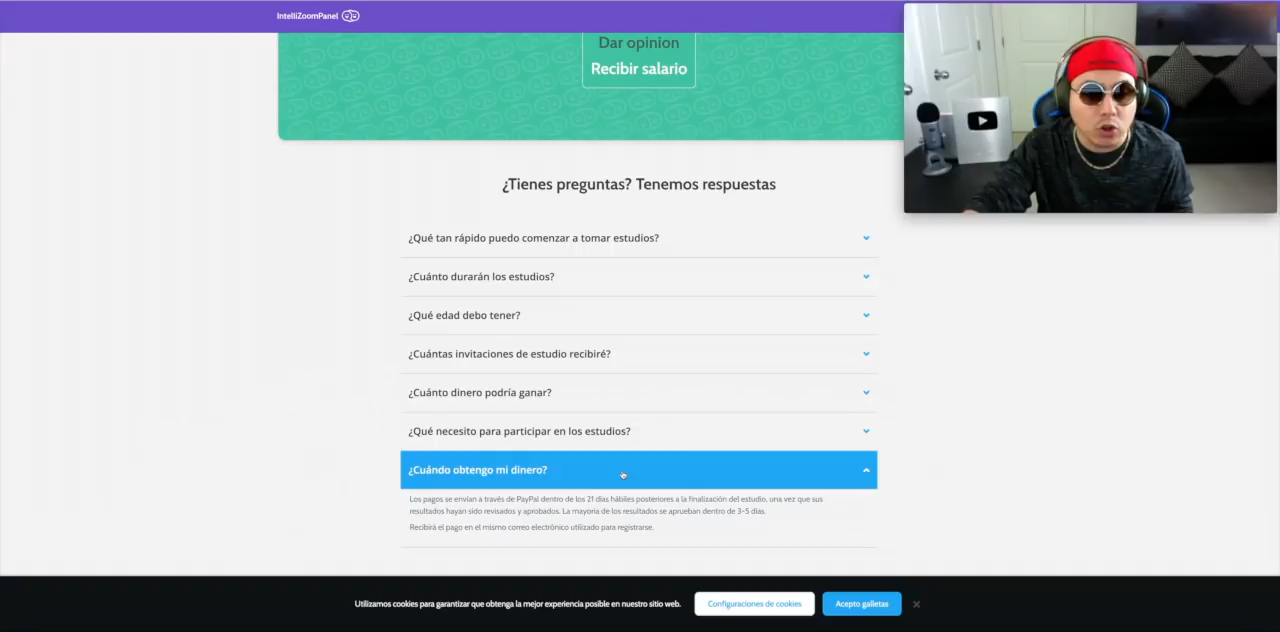 IntelliZoomPanel
Dar opinion
Recibir salario
¿Tienes preguntas? Tenemos respuestas
¿Qué tan rápido puedo comenzar a tomar estudios?
¿Cuánto durarán los estudios?
¿Qué edad debo tener?
¿Cuántas invitaciones de estudio recibiré?
¿Cuánto dinero podría ganar?
¿Qué necesito para participar en los estudios?
¿Cuándo obtengo mi dinero?
Los pagos se envían a través de PayPal dentro de los 21 días hábiles posteriores a la finalización del estudio, una vez que sus
resultados hayan sido revisados y aprobados. La mayoría de los resultados se aprueban dentro de 3-5 días.
Recibirá el pago en el mismo correo electrónico utilizado para registrarse.
Utilizamos cookies para garantizar que obtenga la mejor experiencia posible en nuestro sitio web.
Configuraciones de cookies
Acepto galletas